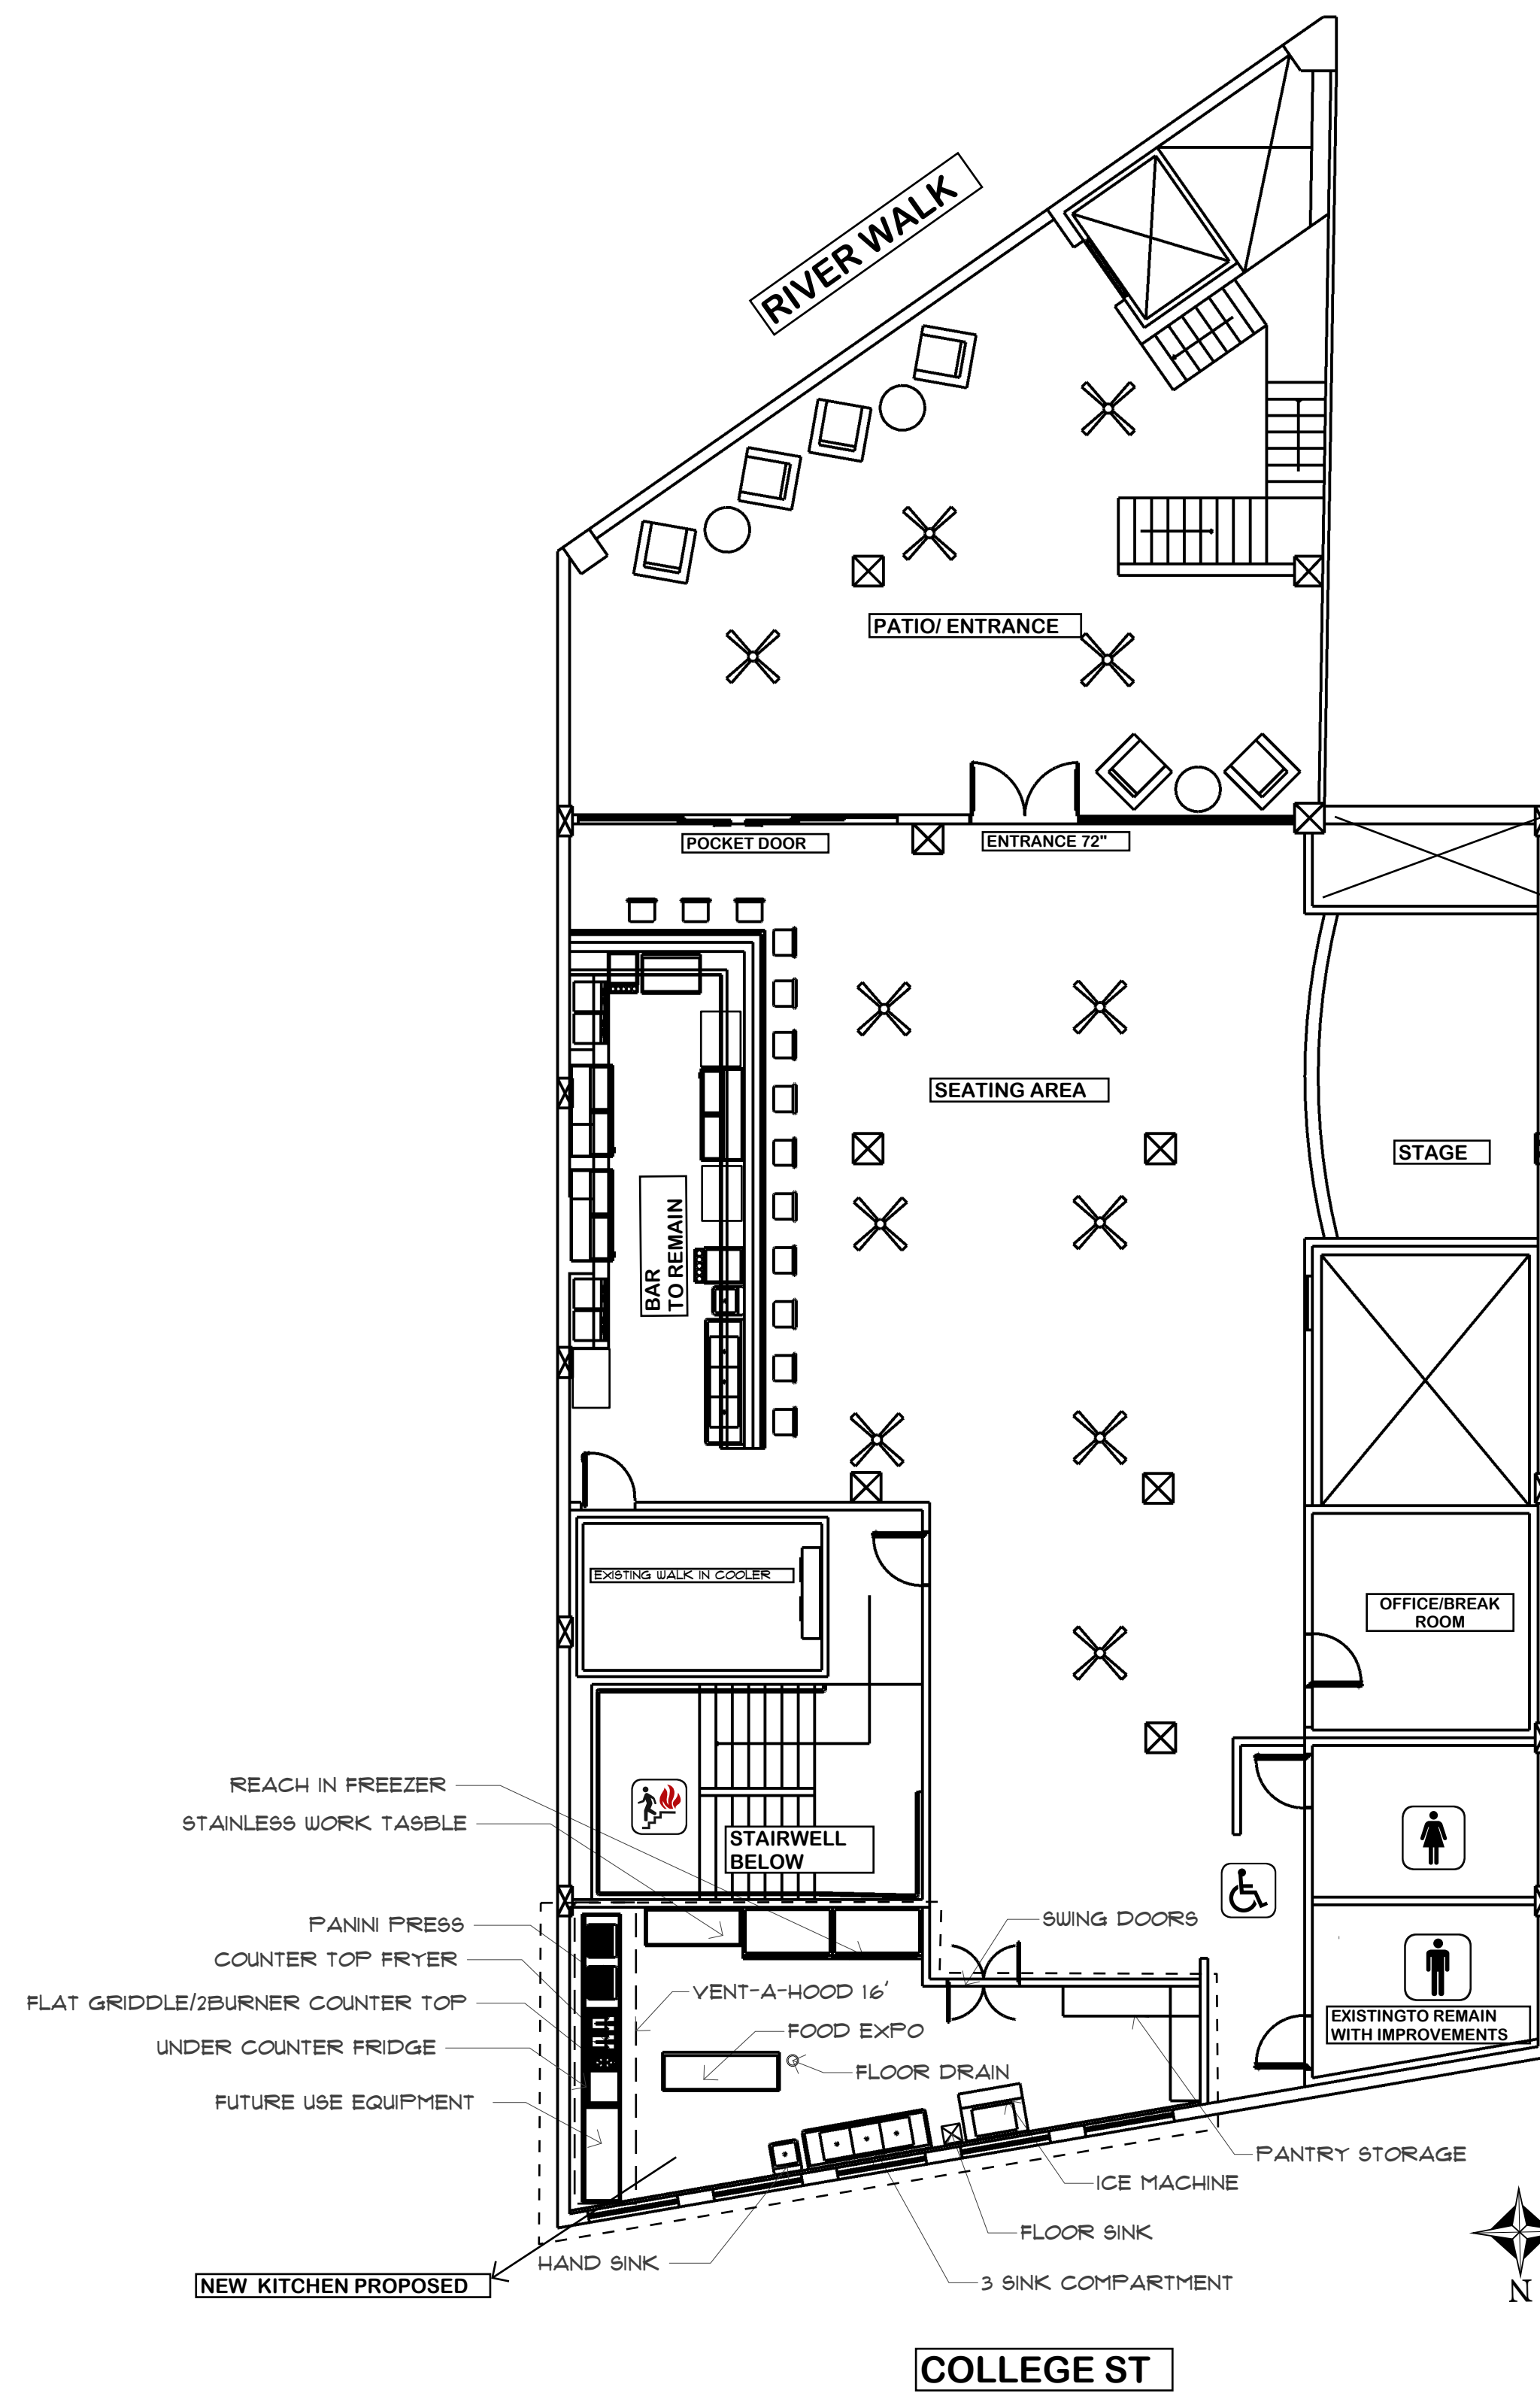 RIVER WALK
PATIO/ ENTRANCE
POCKET DOOR
ENTRANCE 72"
SEATING AREA
STAGE
BAR
TO REMAIN
EXISTING WALK IN COOLER
OFFICE/BREAK
ROOM
REACH IN FREEZER
STAINLESS WORK TASBLE
STAIRWELL
BELOW
PANINI PRESS
SWING DOORS
COUNTER TOP FRYER
VENT-A-HOOD 16'
FLAT GRIDDLE/2BURNER COUNTER TOP
FOOD EXPO
EXISTINGTO REMAIN
WITH IMPROVEMENTS
UNDER COUNTER FRIDGE
FLOOR DRAIN
FUTURE USE EQUIPMENT
PANTRY STORAGE
ICE MACHINE
FLOOR SINK
HAND SINK
3 SINK COMPARTMENT
NEW KITCHEN PROPOSED
N
COLLEGE ST